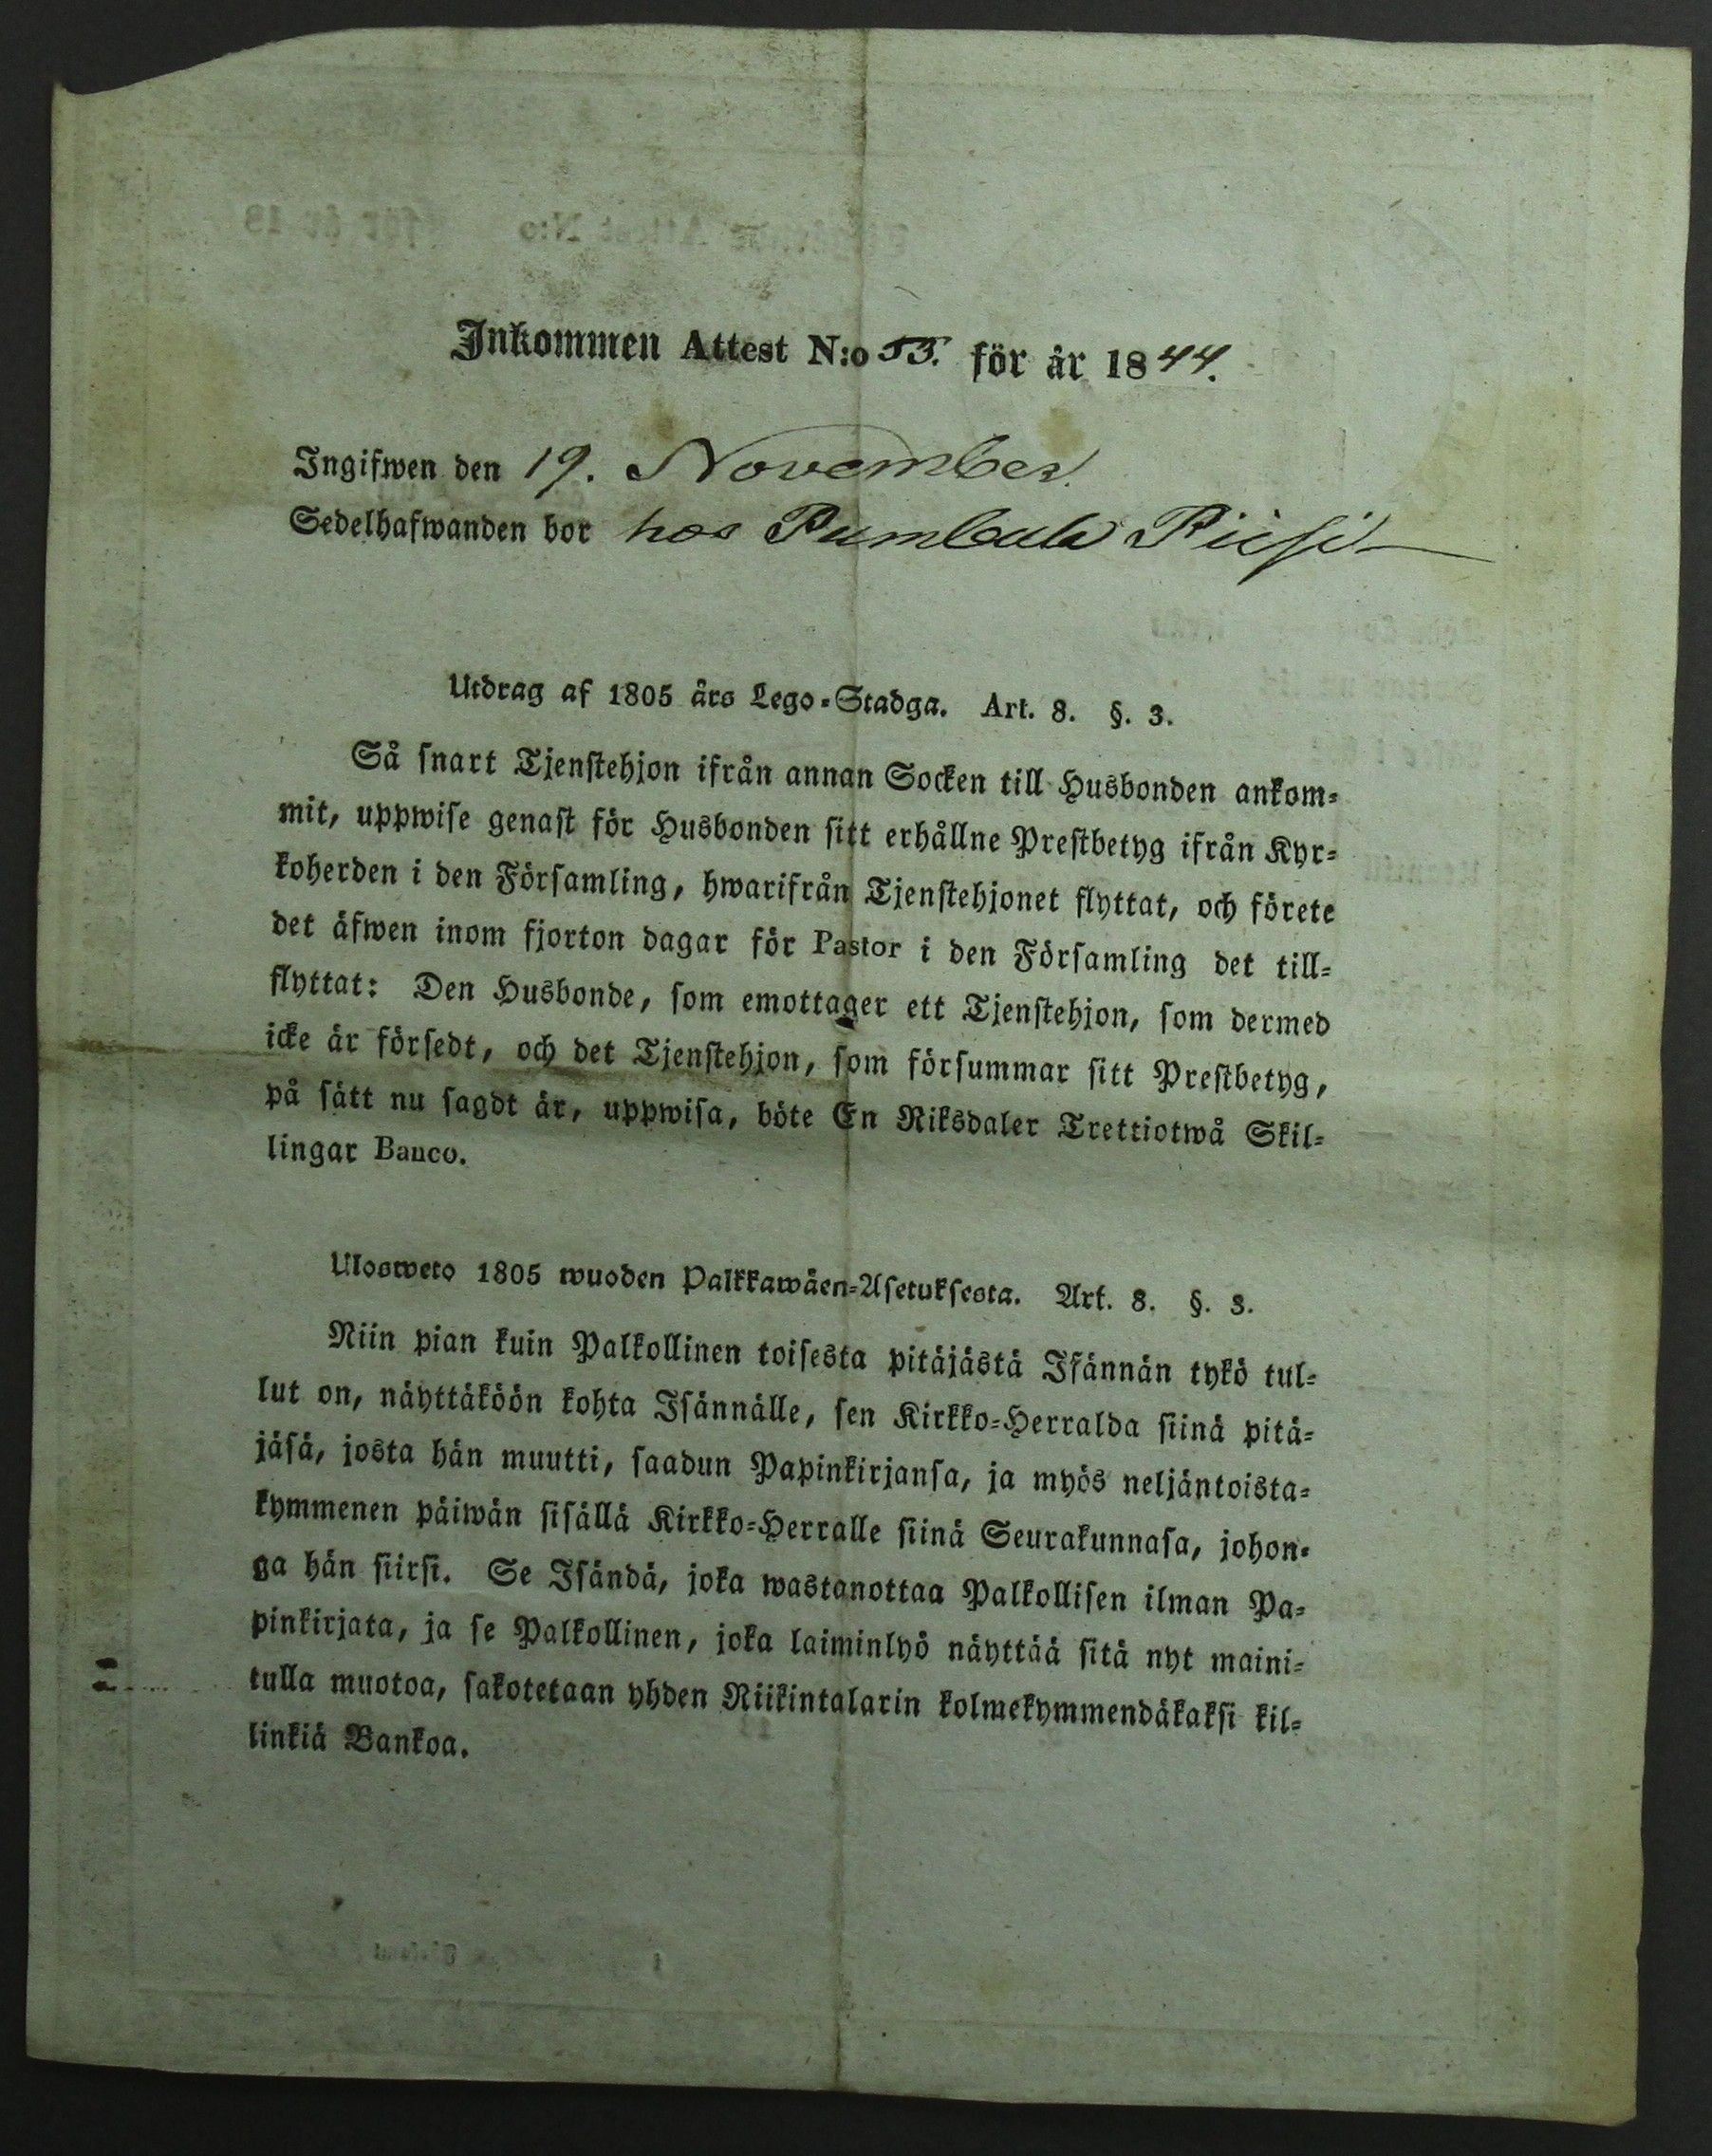 Inkommen Attest N:o 53. för år 1844.
Ingifwen den 19. November.
Sedelhafwanden bor hos Pumbula Piisi
Utdrag af 1805 års Lego-Stadga. Art. 8. §. 3.
Så snart Tjenstehjon ifrån annan Socken till Husbonden ankom-
mit, uppwise genast för Husbonden sitt erhållne Prestbetyg ifrån Kyr-
koherden i den Församling, hwarifrån Tjenstehjonet flyttat, och förete
det äfwen inom fjorton dagar för Pastor i den Församling det till-
flyttat: Den Husbonde, som emottager ett Tjenstehjon, som dermed
icke är försedt, och det Tjenstehjon, som försummar sitt Prestbetyg,
på sätt nu sagdt är, uppwisa, böte En Riksdaler Trettiotwå Skil-
lingar Banco.
Ulosweto 1805 wuoden Palkkawäen-Asetuksesta. Art. 8. §. 3.
Niin pian kuin Palkollinen toisesta pitäjästä Isännän tykö tul-
lut on, näyttäköön kohta Isännälle, sen Kirkko-Herralda siinä pitä-
jäsä, josta hän muutti, saadun Papinkirjansa, ja myös neljäntoista-
kymmenen päiwän sisällä Kirkko-Herralle siinä Seurakunnasa, johon-
ga hän siirsi. Se Isändä, joka wastanottaa Palkollisen ilman Pa-
pinkirjata, ja se Palkollinen, joka laiminlyö näyttää sitä nyt maini-
tulla muotoa, sakotetaan yhden Riikintalarin kolmekymmendäkaksi kil-
linkiä Bankoa.